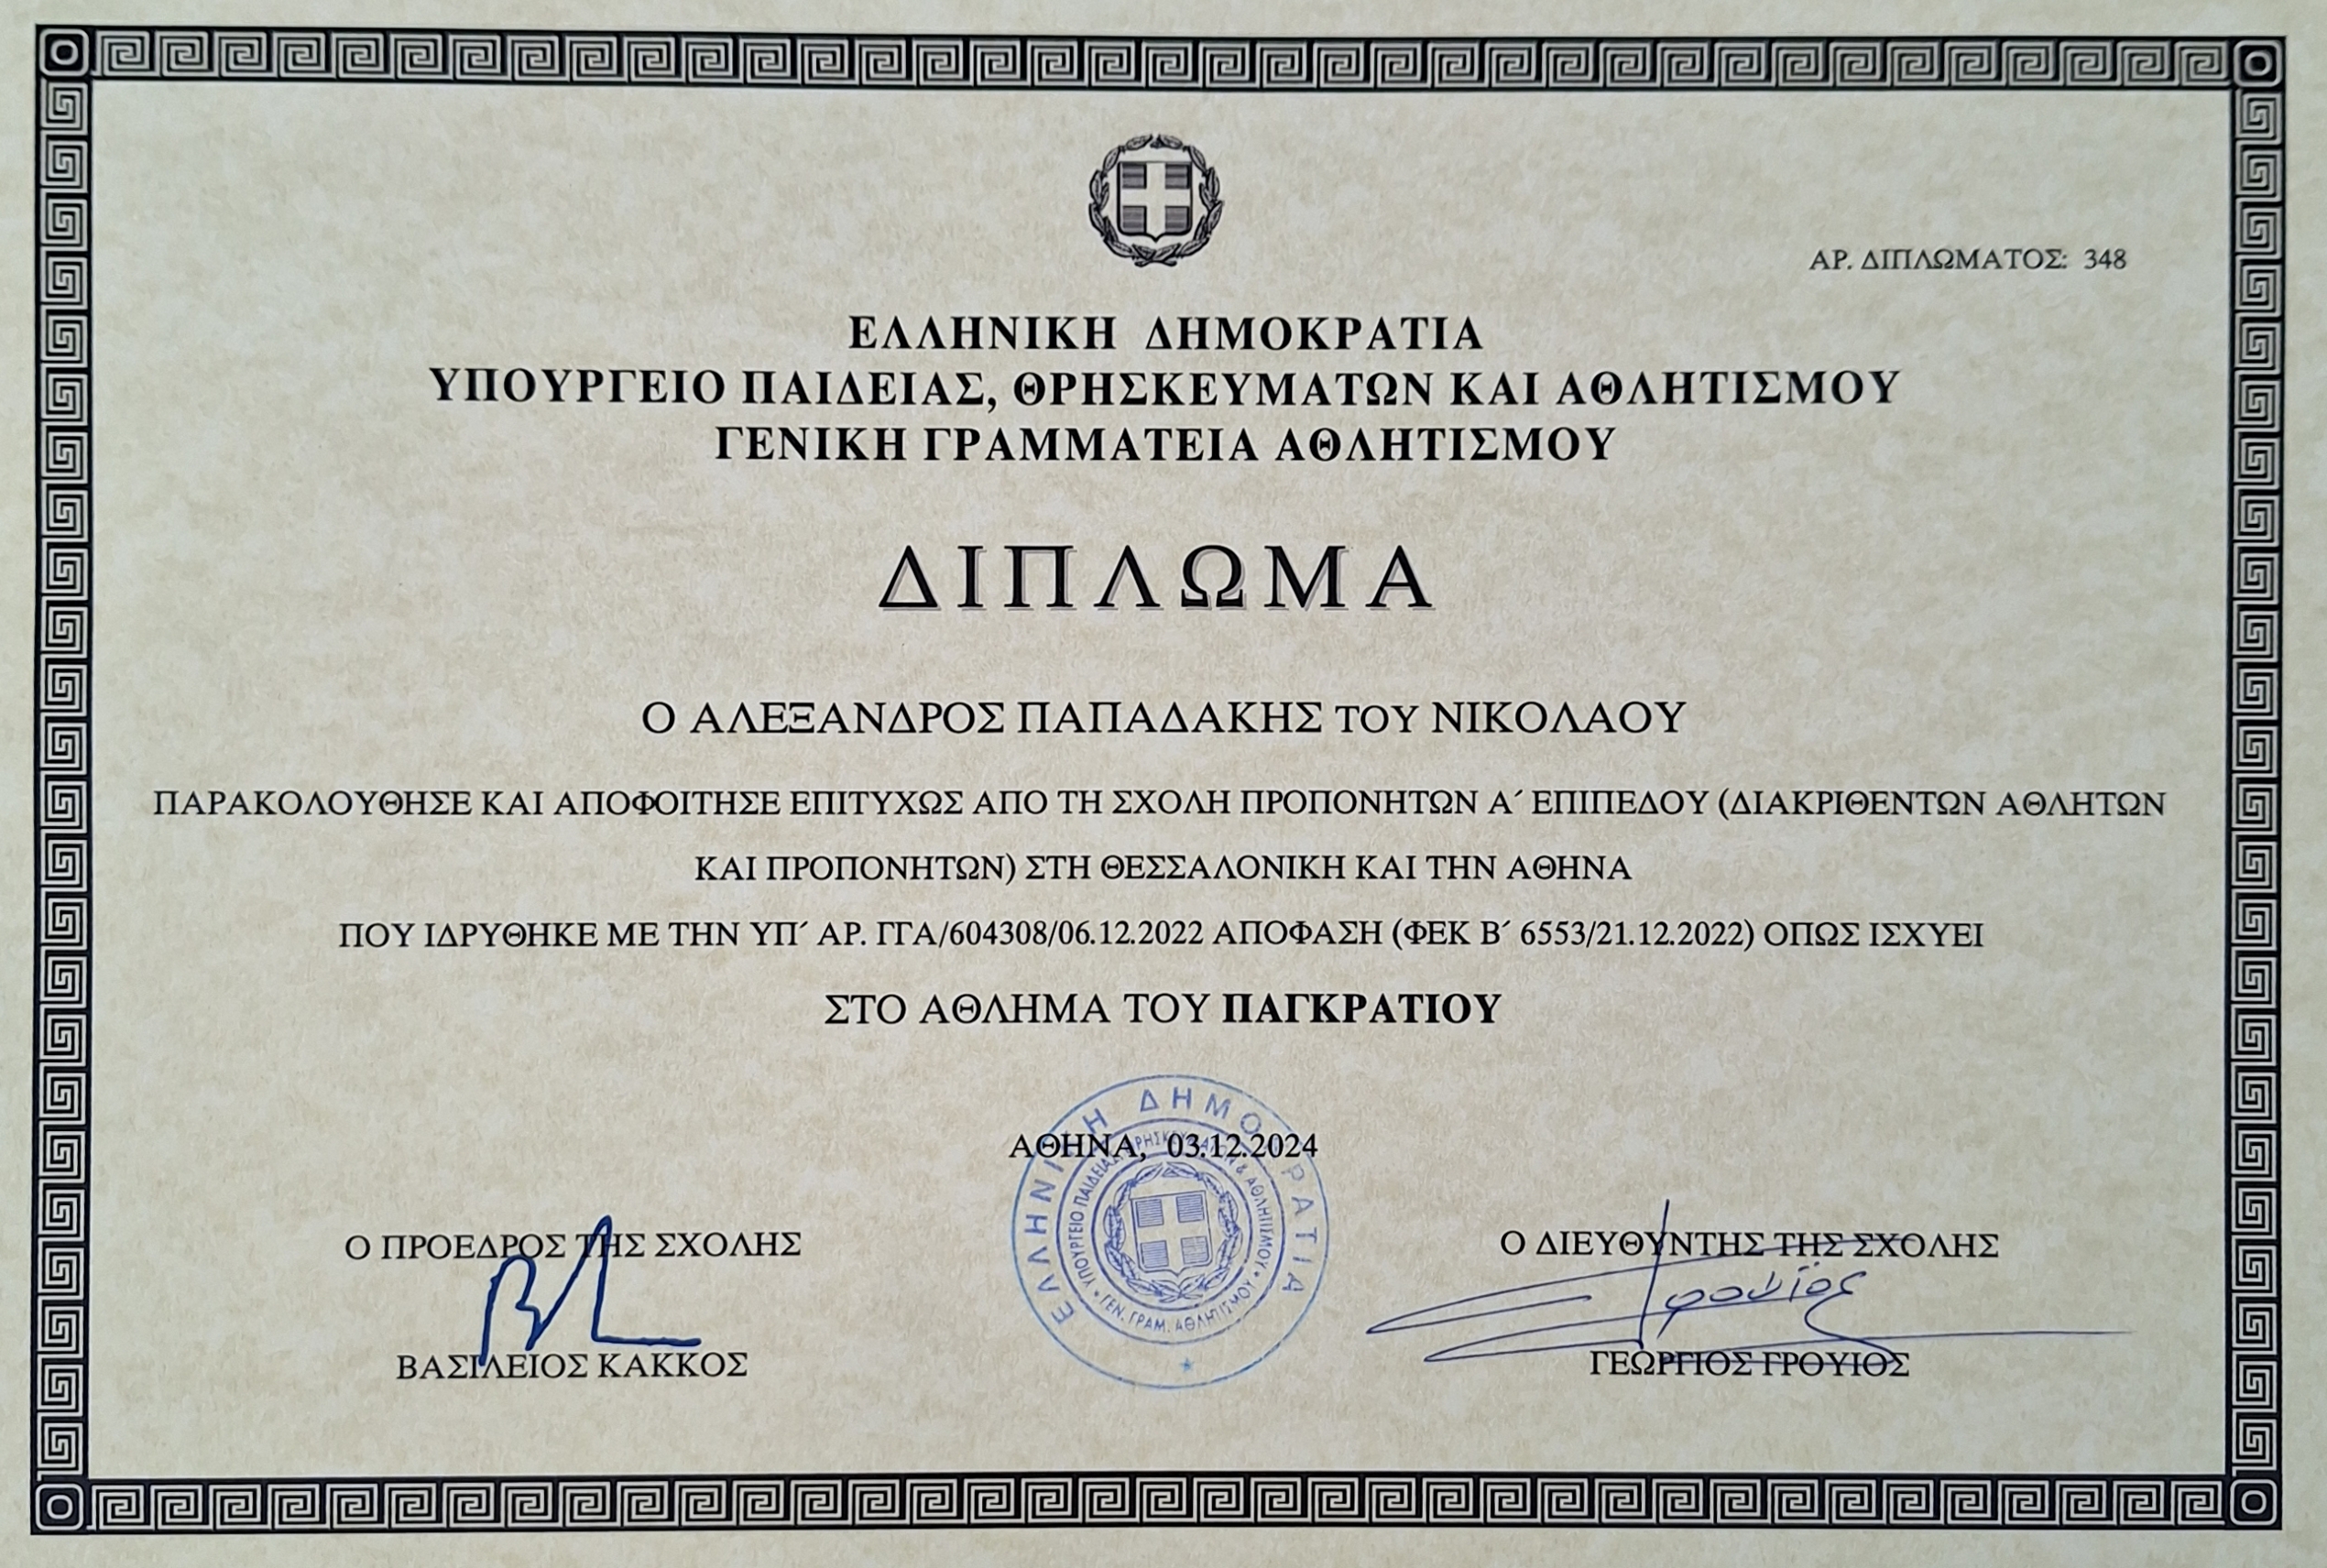 ΑΡ. ΔΙΠΛΩΜΑΤΟΣ: 348
ΕΛΛΗΝΙΚΗ ΔΗΜΟΚΡΑΤΙΑ
ΥΠΟΥΡΓΕΙΟ ΠΑΙΔΕΙΑΣ, ΘΡΗΣΚΕΥΜΑΤΩΝ ΚΑΙ ΑΘΛΗΤΙΣΜΟΥ
ΓΕΝΙΚΗ ΓΡΑΜΜΑΤΕΙΑ ΑΘΛΗΤΙΣΜΟΥ
ΔΙΠΛΩΜΑ
Ο ΑΛΕΞΑΝΔΡΟΣ ΠΑΠΑΔΑΚΗΣ ΤΟΥ ΝΙΚΟΛΑΟΥ
ΠΑΡΑΚΟΛΟΥΘΗΣΕ ΚΑΙ ΑΠΟΦΟΙΤΗΣΕ ΕΠΙΤΥΧΩΣ ΑΠΟ ΤΗ ΣΧΟΛΗ ΠΡΟΠΟΝΗΤΩΝ Α΄ ΕΠΙΠΕΔΟΥ (ΔΙΑΚΡΙΘΕΝΤΩΝ ΑΘΛΗΤΩΝ
ΚΑΙ ΠΡΟΠΟΝΗΤΩΝ) ΣΤΗ ΘΕΣΣΑΛΟΝΙΚΗ ΚΑΙ ΤΗΝ ΑΘΗΝΑ
ΠΟΥ ΙΔΡΥΘΗΚΕ ΜΕ ΤΗΝ ΥΠ΄ ΑΡ. ΓΓΑ/604308/06.12.2022 ΑΠΟΦΑΣΗ (ΦΕΚ Β΄ 6553/21.12.2022) ΟΠΩΣ ΙΣΧΥΕΙ
ΣΤΟ ΑΘΛΗΜΑ ΤΟΥ ΠΑΓΚΡΑΤΙΟΥ
ΑΘΗΝΑ, 03.12.2024
ΕΛΛΗΝΙΚΗ ΔΗΜΟΚΡΑΤΙΑ
ΥΠΟΥΡΓΕΙΟ ΠΑΙΔΕΙΑΣ ΘΡΗΣΚΕΥΜΑΤΩΝ & ΑΘΛΗΤΙΣΜΟΥ
ΓΕΝ. ΓΡΑΜ. ΑΘΛΗΤΙΣΜΟΥ
Ο ΠΡΟΕΔΡΟΣ ΤΗΣ ΣΧΟΛΗΣ
ΒΑΣΙΛΕΙΟΣ ΚΑΚΚΟΣ
Ο ΔΙΕΥΘΥΝΤΗΣ ΤΗΣ ΣΧΟΛΗΣ
ΓΕΩΡΓΙΟΣ ΓΡΟΥΙΟΣ